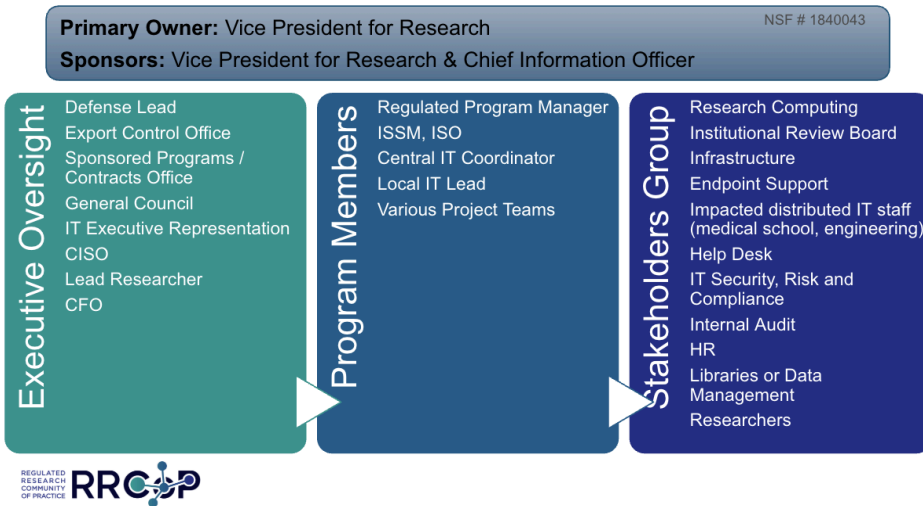 Primary Owner: Vice President for Research
NSF # 1840043
Sponsors: Vice President for Research & Chief Information Officer
Executive Oversight
Defense Lead
Export Control Office
Sponsored Programs /
Contracts Office
General Council
IT Executive Representation
CISO
Lead Researcher
CFO
Program Members
Regulated Program Manager
ISSM, ISO
Central IT Coordinator
Local IT Lead
Various Project Teams
Stakeholders Group
Research Computing
Institutional Review Board
Infrastructure
Endpoint Support
Impacted distributed IT staff
(medical school, engineering)
Help Desk
IT Security, Risk and
Compliance
Internal Audit
HR
Libraries or Data
Management
Researchers
REGULATED
RESEARCH
COMMUNITY
OF PRACTICE
RRCOP